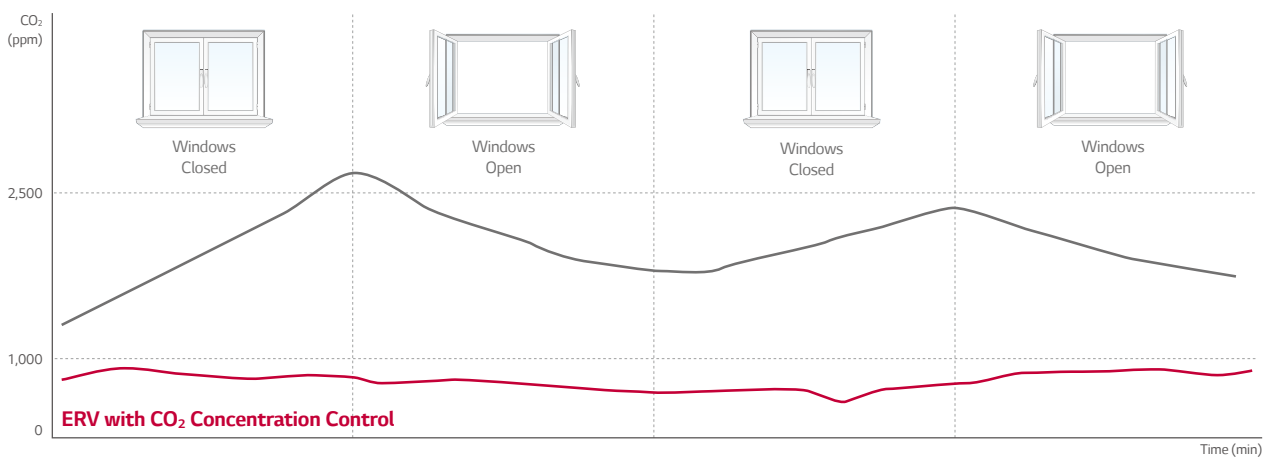 CO₂
(ppm)
Windows
Closed
Windows
Open
Windows
Closed
Windows
Open
2,500
1,000
ERV with CO₂ Concentration Control
0
Time (min)